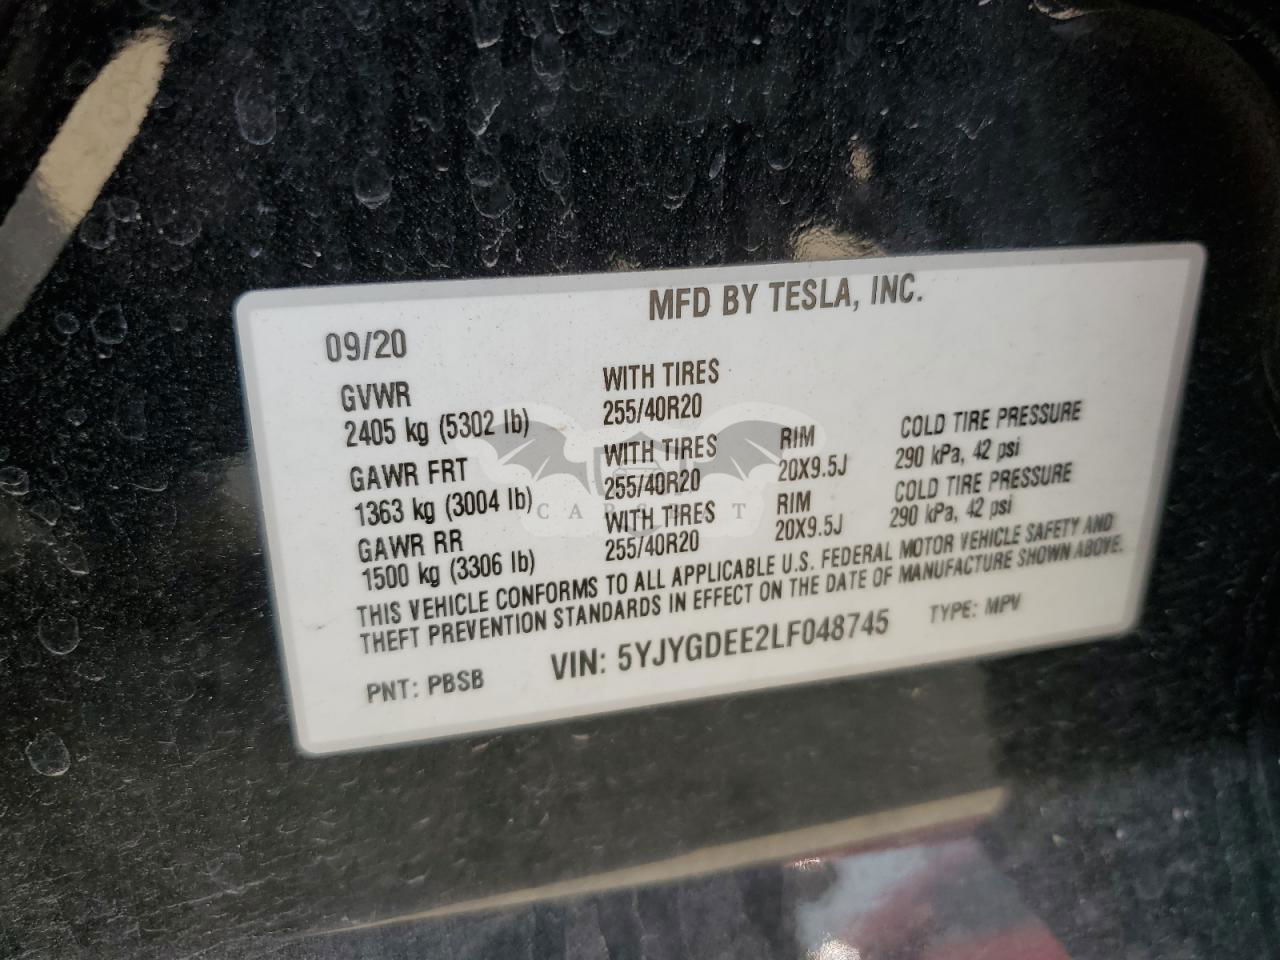 MFD BY TESLA, INC.
09/20
GVWR WITH TIRES
2405 kg (5302 lb) 255/40R20
GAWR FRT WITH TIRES RIM COLD TIRE PRESSURE
1363 kg (3004 lb) 255/40R20 20X9.5J 290 kPa, 42 psi
GAWR RR WITH TIRES RIM COLD TIRE PRESSURE
1500 kg (3306 lb) 255/40R20 20X9.5J 290 kPa, 42 psi
THIS VEHICLE CONFORMS TO ALL APPLICABLE U.S. FEDERAL MOTOR VEHICLE SAFETY AND
THEFT PREVENTION STANDARDS IN EFFECT ON THE DATE OF MANUFACTURE SHOWN ABOVE.
PNT: PBSB VIN: 5YJYGDEE2LF048745 TYPE: MPV